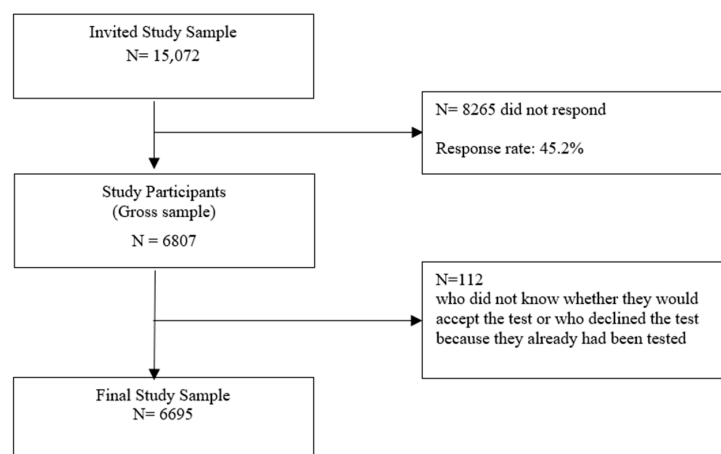 Invited Study Sample
N= 15,072
N= 8265 did not respond
Response rate: 45.2%
Study Participants
(Gross sample)
N = 6807
N=112
who did not know whether they would
accept the test or who declined the test
because they already had been tested
Final Study Sample
N= 6695